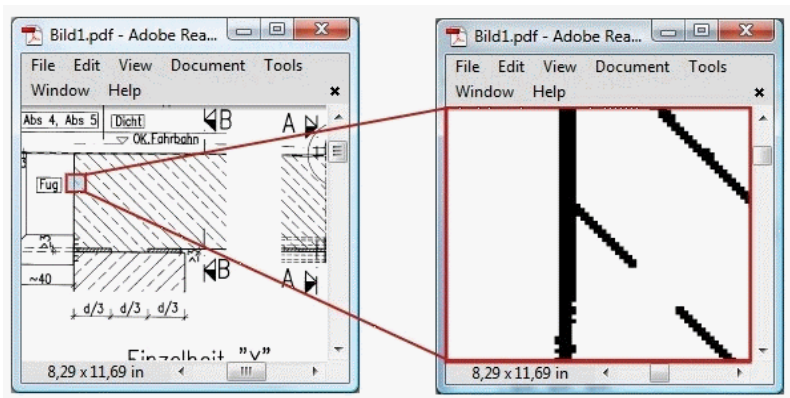 Bild1.pdf - Adobe Rea...
File Edit View Document Tools
Window Help
Abs 4, Abs 5 Dicht B A
OK.Fahrbahn
Fug
B A
~40
d/3 d/3 d/3
Einzelheit "X"
8,29 x 11,69 in
Bild1.pdf - Adobe Rea...
File Edit View Document Tools
Window Help
8,29 x 11,69 in